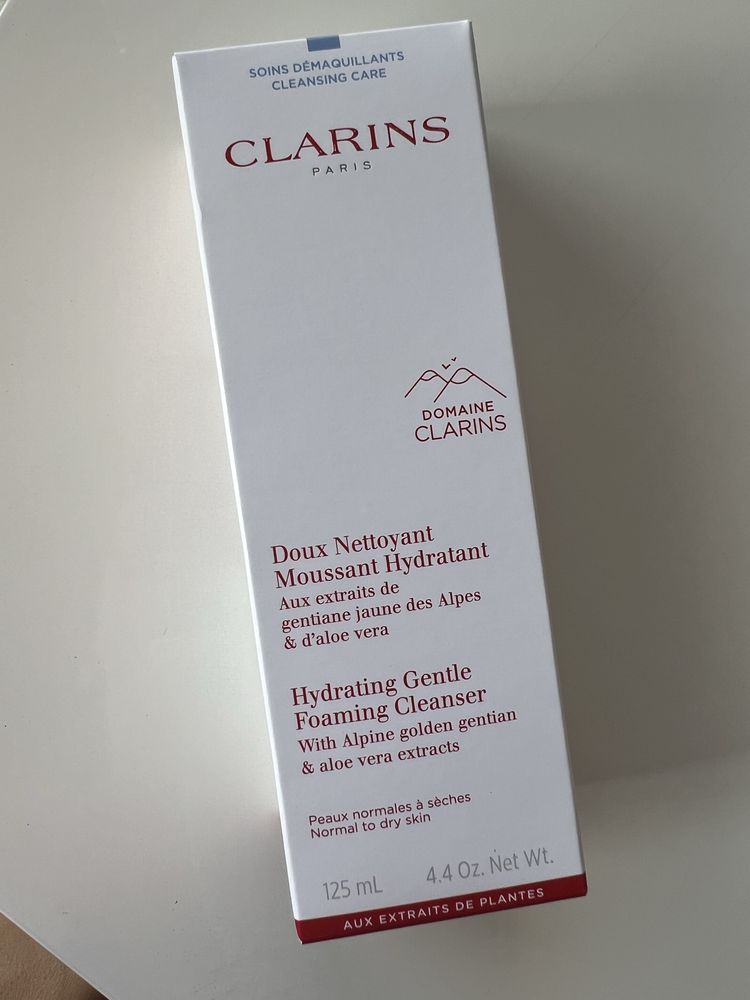 SOINS DÉMAQUILLANTS
CLEANSING CARE
CLARINS
PARIS
DOMAINE
CLARINS
Doux Nettoyant
Moussant Hydratant
Aux extraits de
gentiane jaune des Alpes
& d'aloe vera
Hydrating Gentle
Foaming Cleanser
With Alpine golden gentian
& aloe vera extracts
Peaux normales à sèches
Normal to dry skin
125 mL 4.4 Oz. Net Wt.
AUX EXTRAITS DE PLANTES